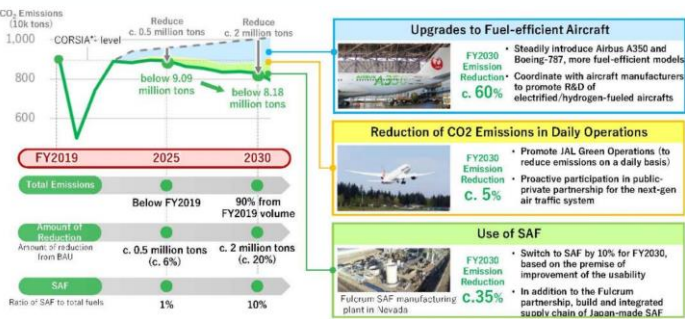 CO2 Emissions
(10k tons)
1,000
CORSIA*¹ level
800
600
Reduce
c. 0.5 million tons
Reduce
c. 2 million tons
below 9.09
million tons
below 8.18
million tons
FY2019 2025 2030
Total Emissions
Below FY2019
90% from
FY2019 volume
Amount of
Reduction
Amount of reduction
from BAU
c. 0.5 million tons
(c. 6%)
c. 2 million tons
(c. 20%)
SAF
Ratio of SAF to total fuels
1%
10%
Upgrades to Fuel-efficient Aircraft
A350
FY2030
Emission
Reduction
c. 60%
• Steadily introduce Airbus A350 and
Boeing-787, more fuel-efficient models
• Coordinate with aircraft manufacturers
to promote R&D of
electrified/hydrogen-fueled aircrafts
Reduction of CO2 Emissions in Daily Operations
FY2030
Emission
Reduction
c. 5%
• Promote JAL Green Operations (to
reduce emissions on a daily basis)
• Proactive participation in public-
private partnership for the next-gen
air traffic system
Use of SAF
Fulcrum SAF manufacturing
plant in Nevada
FY2030
Emission
Reduction
c.35%
• Switch to SAF by 10% for FY2030,
based on the premise of
improvement of the usability
• In addition to the Fulcrum
partnership, build and integrated
supply chain of Japan-made SAF